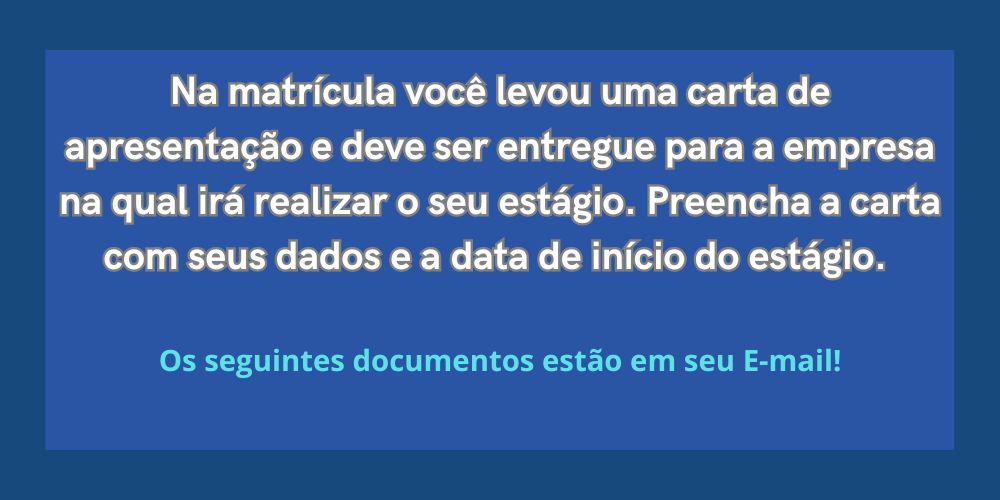 Na matrícula você levou uma carta de
apresentação e deve ser entregue para a empresa
na qual irá realizar o seu estágio. Preencha a carta
com seus dados e a data de início do estágio.
Os seguintes documentos estão em seu E-mail!